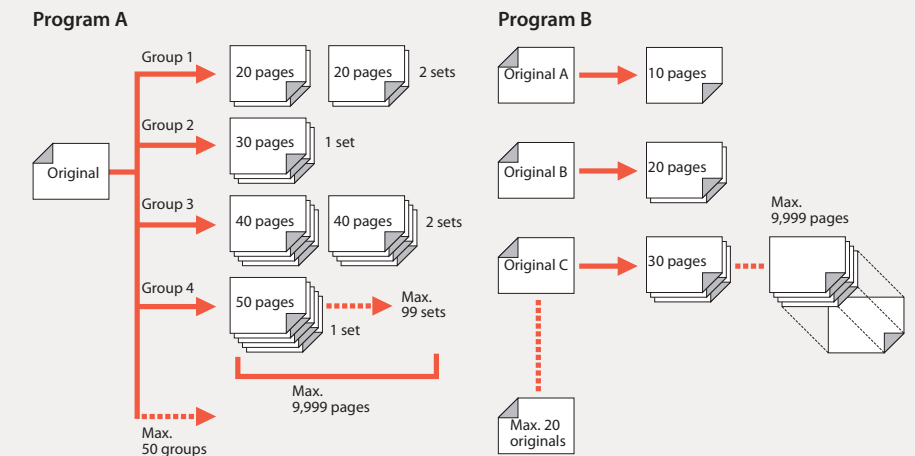 Program A
Original
Group 1
20 pages
20 pages
2 sets
Group 2
30 pages
1 set
Group 3
40 pages
40 pages
2 sets
Group 4
50 pages
1 set
Max.
99 sets
Max.
9,999 pages
Max.
50 groups
Program B
Original A
10 pages
Original B
20 pages
Original C
30 pages
Max.
9,999 pages
Max. 20
originals